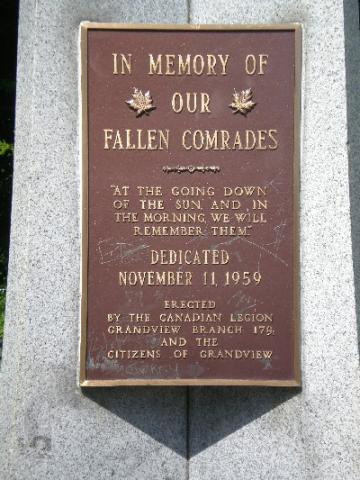 IN MEMORY OF
OUR
FALLEN COMRADES
"AT THE GOING DOWN
OF THE SUN AND IN
THE MORNING, WE WILL
REMEMBER THEM."
DEDICATED
NOVEMBER 11, 1959
ERECTED
BY THE CANADIAN LEGION
GRANDVIEW BRANCH 179,
AND THE
CITIZENS OF GRANDVIEW